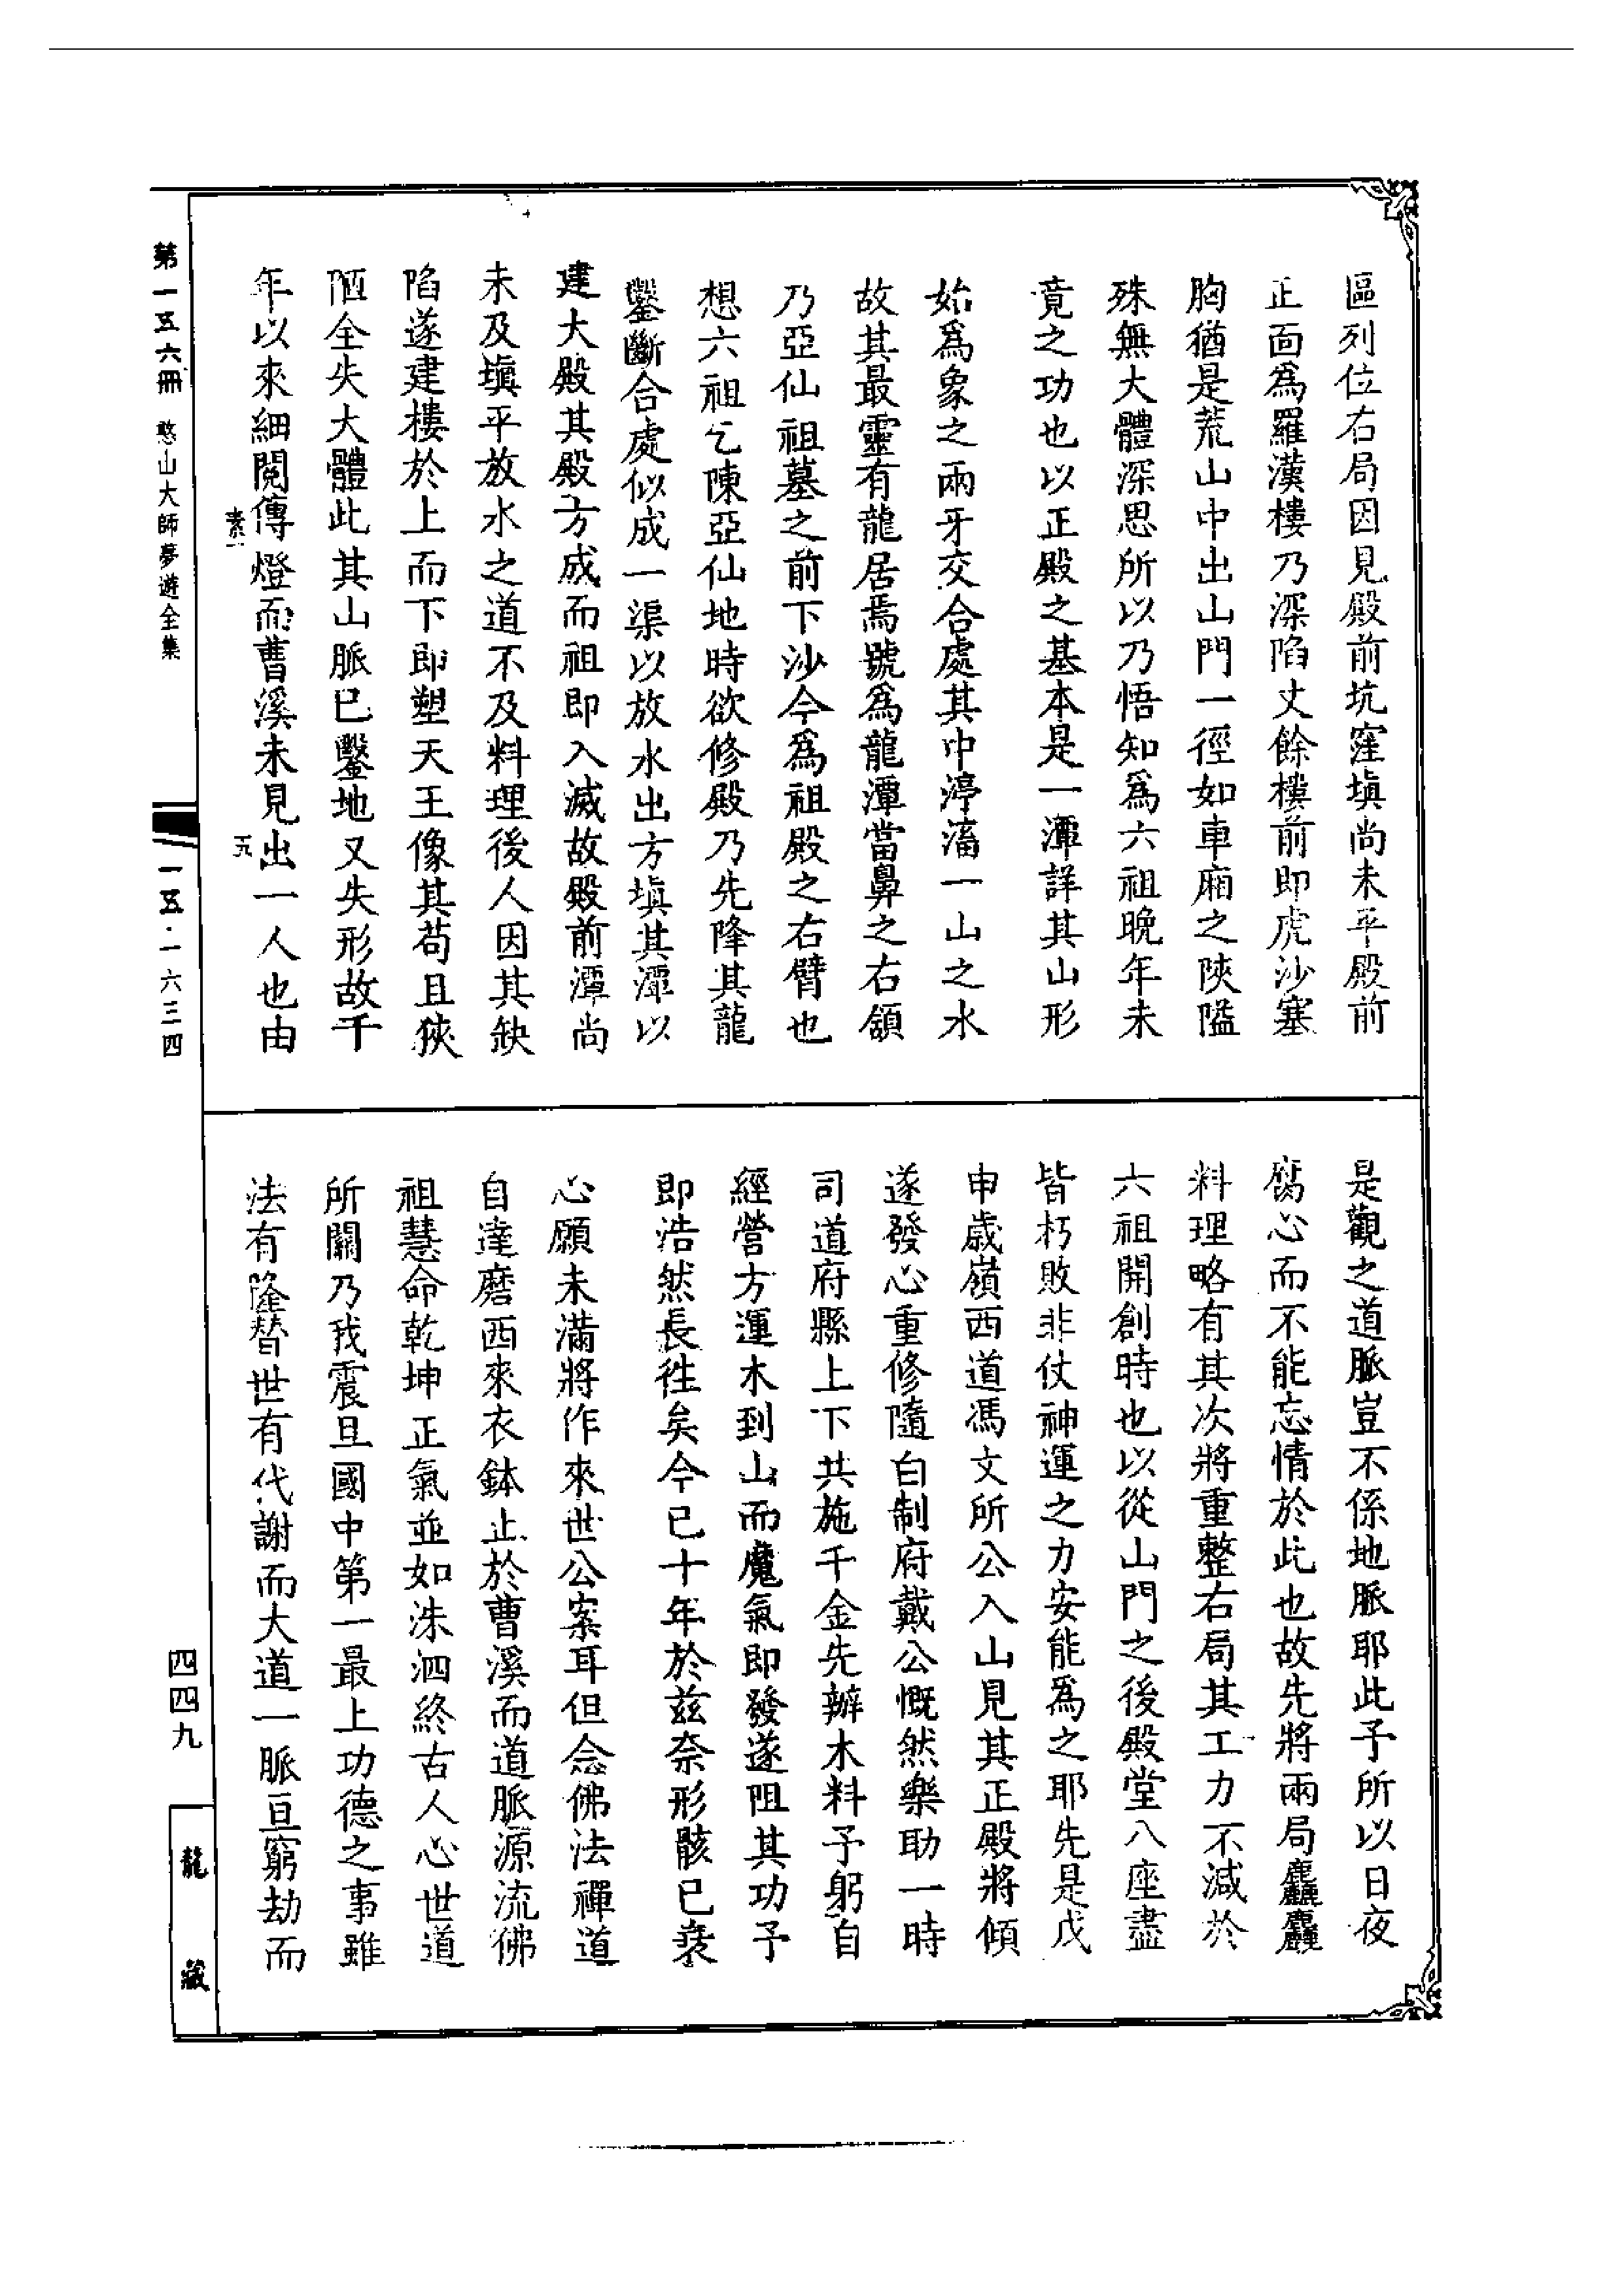 區列位右局因見殿前坑窪塡尚未平殿前
正面爲羅漢樓乃深陷丈餘樓前即虎沙塞
胸猶是荒山中出山門一徑如車廂之陝隘
殊無大體深思所以乃悟知爲六祖晚年未
竟之功也以正殿之基本是一潭詳其山形
始爲象之兩牙交合處其中渟滀一山之水
故其最靈有龍居焉號爲龍潭當鼻之右頷
乃亞仙祖墓之前下沙今爲祖殿之右臂也
想六祖乞陳亞仙地時欲修殿乃先降其龍
鑿斷合處似成一渠以放水出方塡其潭以
建大殿其殿方成而祖即入滅故殿前潭尚
未及塡平放水之道不及料理後人因其缺
陷遂建樓於上而下即塑天王像其苟且狹
陋全失大體此其山脈已鑿地又失形故千
年以來細閱傳燈而曹溪未見出一人也由
是觀之道脈豈不係地脈耶此予所以日夜
腐心而不能忘情於此也故先將兩局麤麤
料理略有其次將重整右局其工力不減於
六祖開創時也以從山門之後殿堂八座盡
皆朽敗非仗神運之力安能爲之耶先是戊
申歲嶺西道馮文所公入山見其正殿將傾
遂發心重修隨白制府戴公慨然樂助一時
司道府縣上下共施千金先辦木料予躬自
經營方運木到山而魔氣即發遂阻其功予
即浩然長往矣今已十年於茲奈形骸已衰
心願未滿將作來世公案耳但念佛法禪道
自達磨西來衣鉢止於曹溪而道脈源流佛
祖慧命乾坤正氣並如洙泗終古人心世道
所關乃我震旦國中第一最上功德之事雖
法有隆替世有代謝而大道一脈亘窮劫而
第一五六冊 憨山大師夢遊全集
一五·一六三四
四四九
龍藏